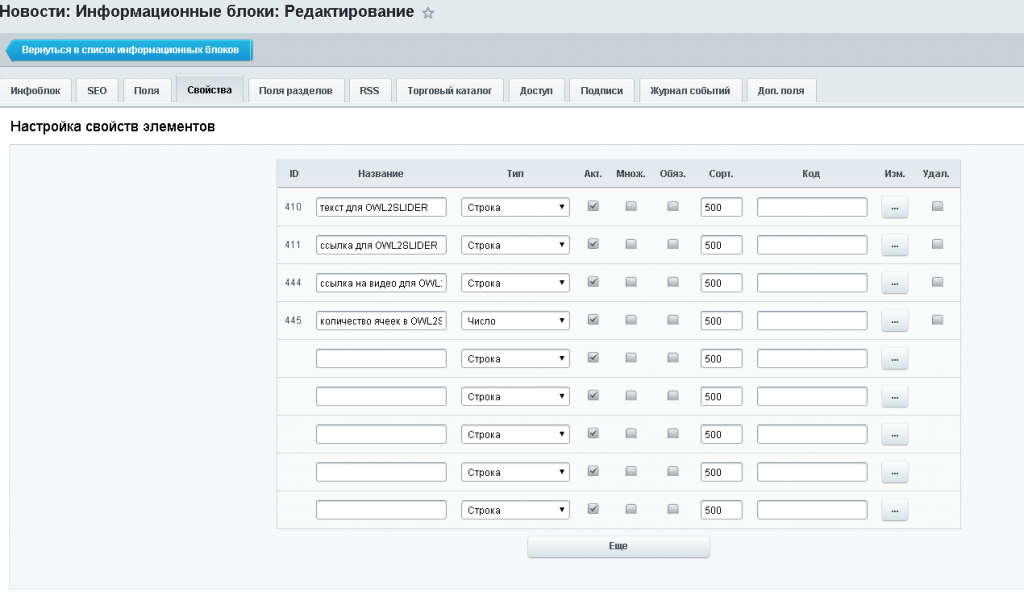 Новости: Информационные блоки: Редактирование
Вернуться в список информационных блоков
Инфоблок SEO Поля Свойства Поля разделов RSS Торговый каталог Доступ Подписи Журнал событий Доп. поля
Настройка свойств элементов
ID Название Тип Акт. Множ. Обяз. Сорт. Код Изм. Удал.
410 текст для OWL2SLIDER Строка 500 ...
411 ссылка для OWL2SLIDER Строка 500 ...
444 ссылка на видео для OWL: Строка 500 ...
445 количество ячеек в OWL2S Число 500 ...
Строка 500 ...
Строка 500 ...
Строка 500 ...
Строка 500 ...
Строка 500 ...
Еще